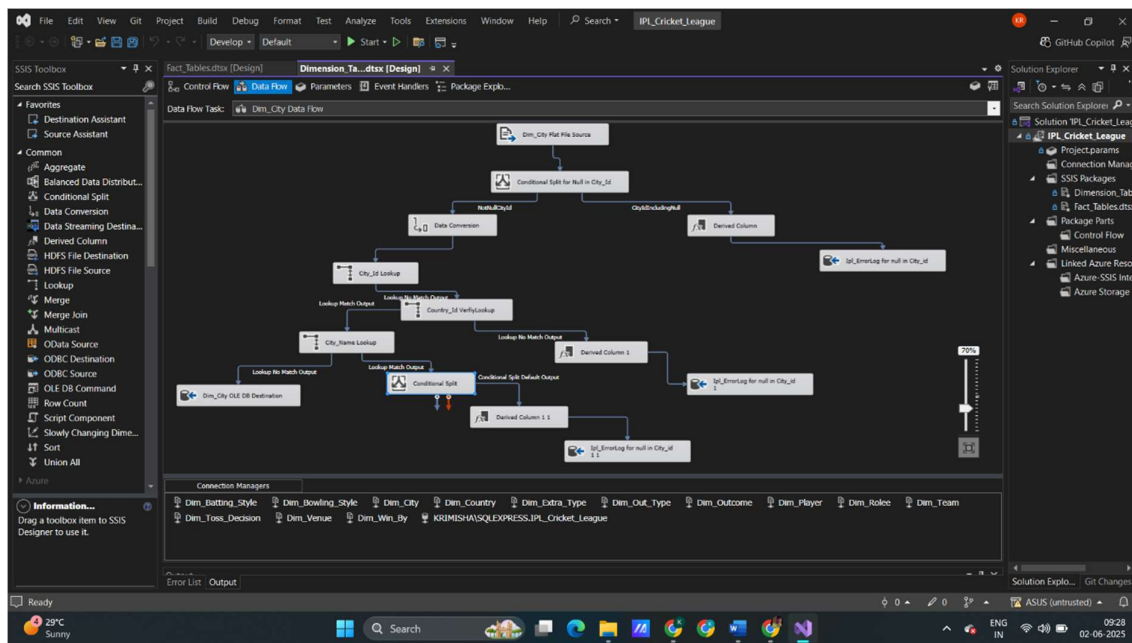 File Edit View Git Project Build Debug Format Test Analyze Tools Extensions Window Help Search IPL_Cricket_League KR
Develop Default Start GitHub Copilot
SSIS Toolbox
Search SSIS Toolbox
Favorites
Destination Assistant
Source Assistant
Common
Aggregate
Balanced Data Distribut...
Conditional Split
Data Conversion
Data Streaming Destina...
Derived Column
HDFS File Destination
HDFS File Source
Lookup
Merge
Merge Join
Multicast
OData Source
ODBC Destination
ODBC Source
OLE DB Command
Row Count
Script Component
Slowly Changing Dime...
Sort
Union All
Azure
Information...
Drag a toolbox item to SSIS
Designer to use it.
Fact_Tables.dtsx [Design] Dimension_Ta...dtsx [Design]
Control Flow Data Flow Parameters Event Handlers Package Explo...
Data Flow Task: Dim_City Data Flow
Dim_City Flat File Source
Conditional Split for Null in City_Id
NotNullCityId CityIdIncludingNull
Data Conversion Derived Column
Ipl_ErrorLog for null in City_id
City_Id Lookup
Lookup Match Output Lookup No Match Output
Country_Id VerfiyLookup
Lookup No Match Output
City_Name Lookup Derived Column 1
Lookup No Match Output Lookup Match Output
Conditional Split Conditional Split Default Output Ipl_ErrorLog for null in City_id
1
Dim_City OLE DB Destination
Derived Column 1 1
Ipl_ErrorLog for null in City_id
1 1
70%
Connection Managers
Dim_Batting_Style Dim_Bowling_Style Dim_City Dim_Country Dim_Extra_Type Dim_Out_Type Dim_Outcome Dim_Player Dim_Rolee Dim_Team
Dim_Toss_Decision Dim_Venue Dim_Win_By KRIMISHA\SQLEXPRESS.IPL_Cricket_League
Error List Output
Solution Explorer
Search Solution Explorer
Solution 'IPL_Cricket_Leag
IPL_Cricket_League
Project.params
Connection Manag
SSIS Packages
Dimension_Tab
Fact_Tables.dtsx
Package Parts
Control Flow
Miscellaneous
Linked Azure Reso
Azure-SSIS Inte
Azure Storage
Solution Explo... Git Changes
Ready 0 0 ASUS (untrusted)
4 29°C
Sunny
Search
ENG
IN
09:28
02-06-2025